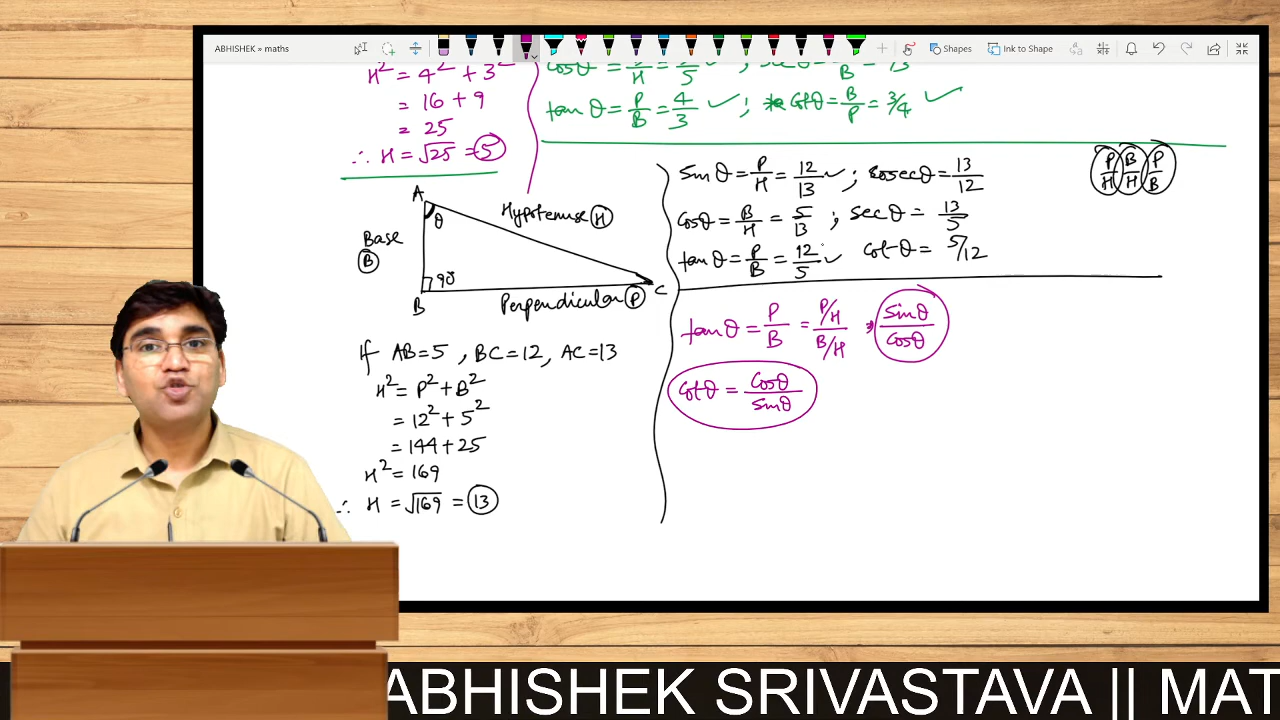 ABHISHEK » maths
Shapes
Ink to Shape
H² = 4² + 3²
= 16 + 9
= 25
∴ H = √25 = 5
tan θ = P/B = 4/3 ✓ ; cot θ = B/P = 3/4 ✓
A
θ
Hypotenuse H
Base
B
90°
B
Perpendicular P
C
If AB=5 , BC=12, AC=13
H² = P² + B²
= 12² + 5²
= 144 + 25
H² = 169
∴ H = √169 = 13
sin θ = P/H = 12/13 ✓ ; cosec θ = 13/12
cos θ = B/H = 5/13 ; sec θ = 13/5
tan θ = P/B = 12/5 ✓ cot θ = 5/12
P/H B/H P/B
tan θ = P/B = P/H / B/H = sin θ / cos θ
cot θ = cos θ / sin θ
ABHISHEK SRIVASTAVA || MAT